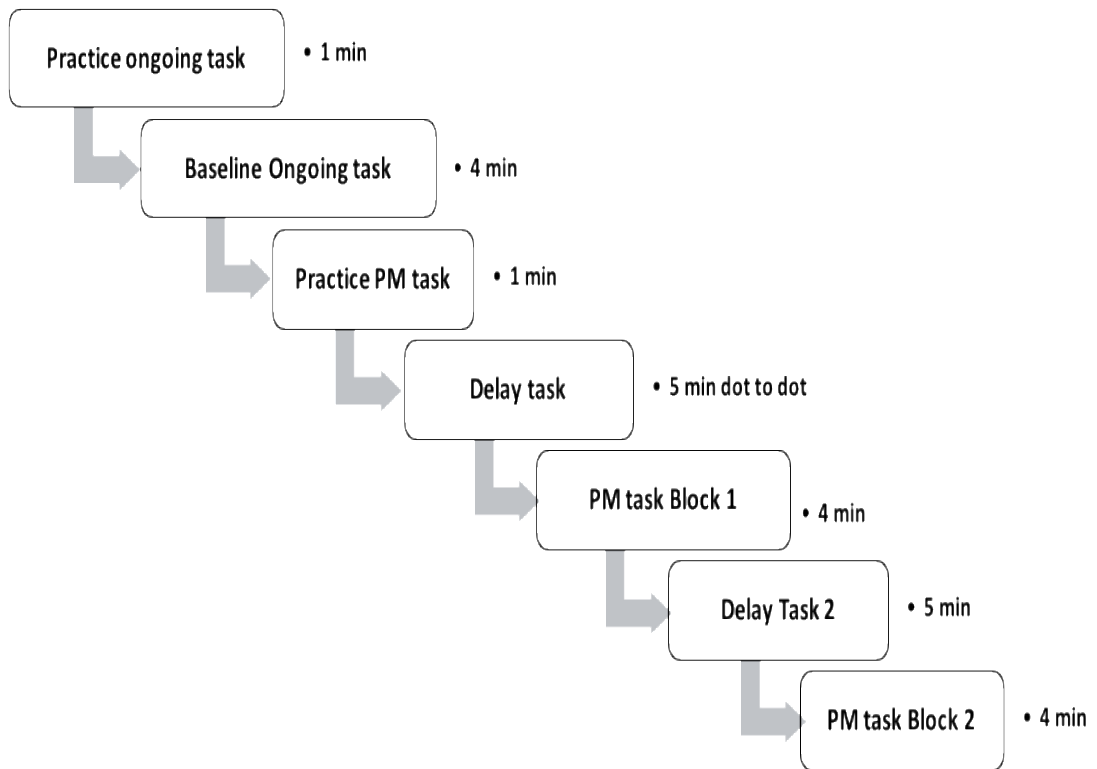 Practice ongoing task
• 1 min
Baseline Ongoing task
• 4 min
Practice PM task
• 1 min
Delay task
• 5 min dot to dot
PM task Block 1
• 4 min
Delay Task 2
• 5 min
PM task Block 2
• 4 min